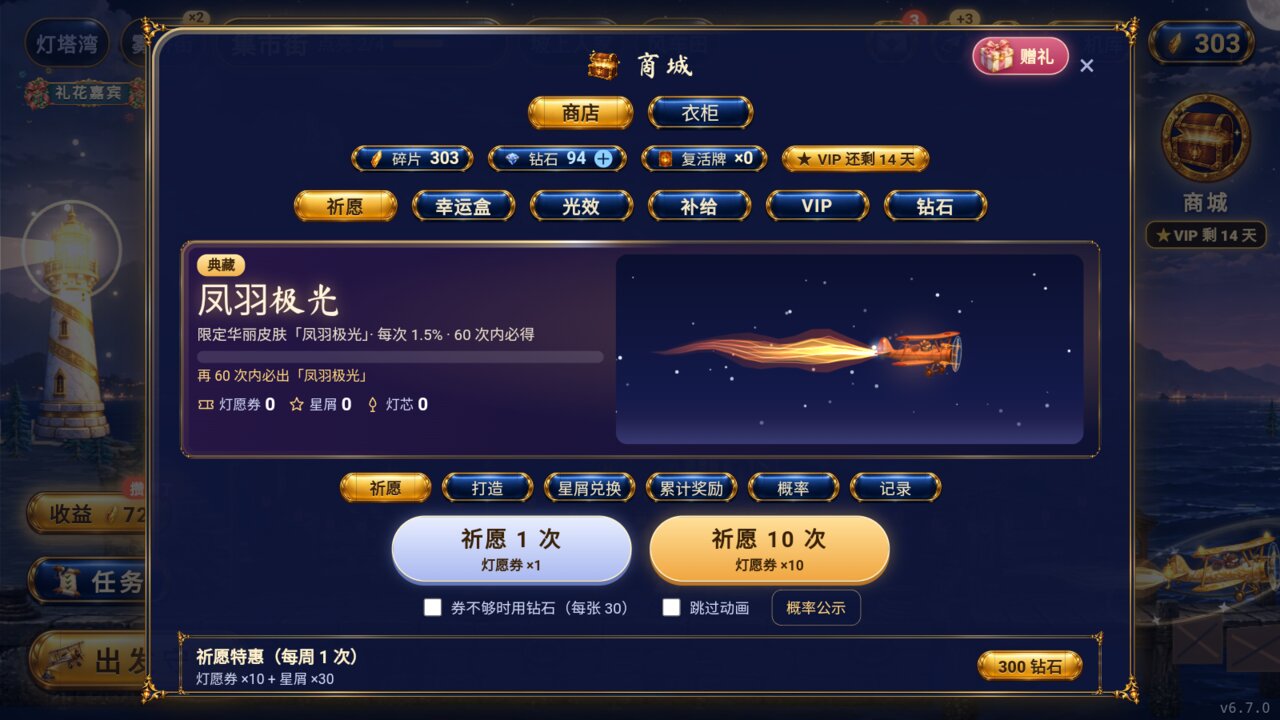 灯塔湾
×2
礼花嘉宾
3
+3
303
商城
赠礼
×
商店
衣柜
碎片 303
钻石 94 +
复活牌 ×0
★ VIP 还剩 14 天
祈愿
幸运盒
光效
补给
VIP
钻石
商城
★VIP 剩 14 天
典藏
凤羽极光
限定华丽皮肤「凤羽极光」· 每次 1.5% · 60 次内必得
再 60 次内必出「凤羽极光」
灯愿券 0 星屑 0 灯芯 0
祈愿
打造
星屑兑换
累计奖励
概率
记录
收益 72
任务
出发
祈愿 1 次
灯愿券 ×1
祈愿 10 次
灯愿券 ×10
券不够时用钻石（每张 30）
跳过动画
概率公示
祈愿特惠（每周 1 次）
灯愿券 ×10 + 星屑 ×30
300 钻石
v6.7.0